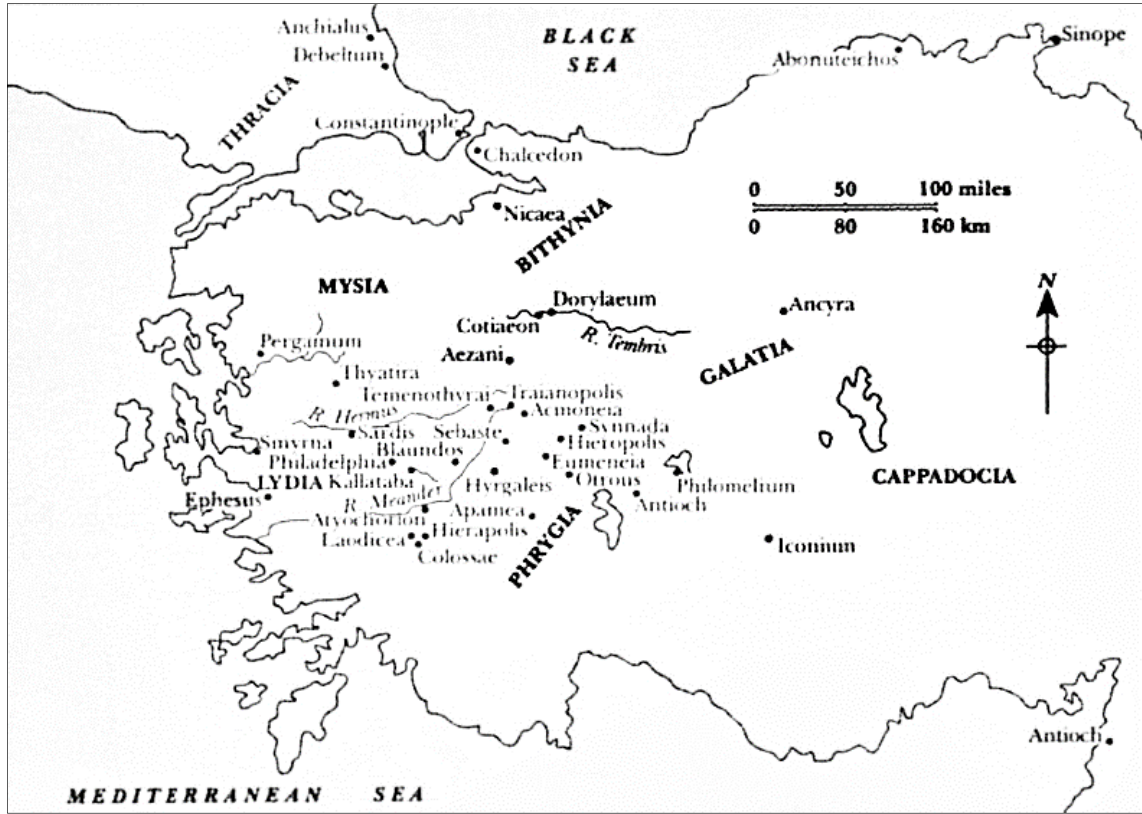 Anchialus
Debeltum
BLACK
SEA
Abonuteichos
Sinope
THRACIA
Constantinople
Chalcedon
0 50 100 miles
0 80 160 km
Nicaea
BITHYNIA
MYSIA
N
Dorylaeum
Cotiaeon
R. Tembris
Ancyra
Pergamum
Aezani
GALATIA
Thyatira
Temenothyrai
Traianopolis
R. Hermus
Acmoneia
Sardis
Sebaste
Synnada
Smyrna
Blaundos
Hieropolis
Philadelphia
Eumeneia
LYDIA
Kallataba
Hyrgaleis
Otrous
Philomelium
CAPPADOCIA
Ephesus
R. Meander
Apamea
Antioch
Atyochorion
Hierapolis
Laodicea
Colossae
PHRYGIA
Iconium
Antioch
MEDITERRANEAN SEA